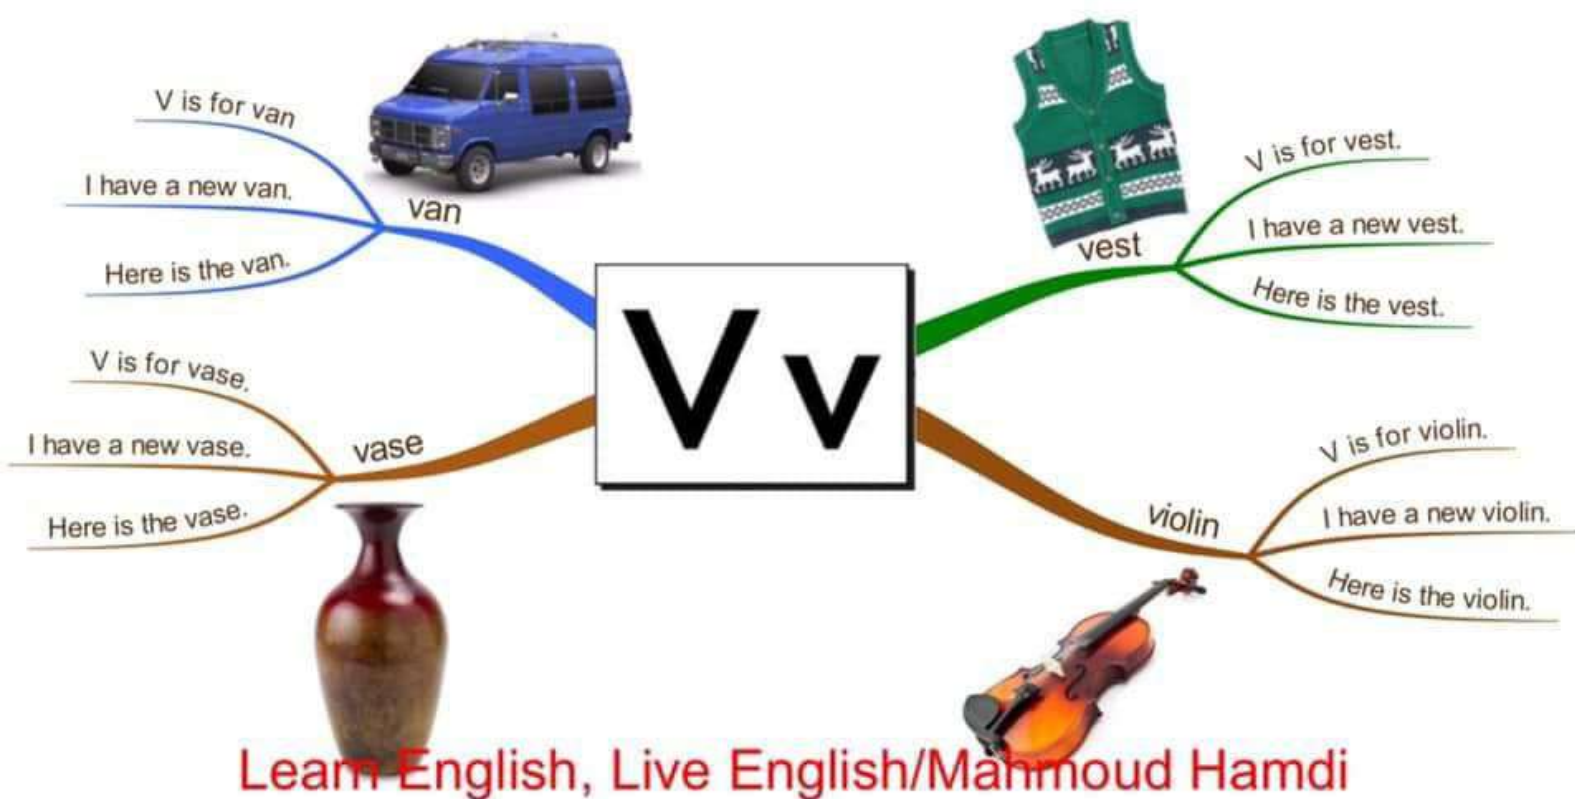 V is for van
I have a new van.
Here is the van.
van
V is for vase.
I have a new vase.
Here is the vase.
vase
V v
vest
V is for vest.
I have a new vest.
Here is the vest.
violin
V is for violin.
I have a new violin.
Here is the violin.
Learn English, Live English/Mahmoud Hamdi